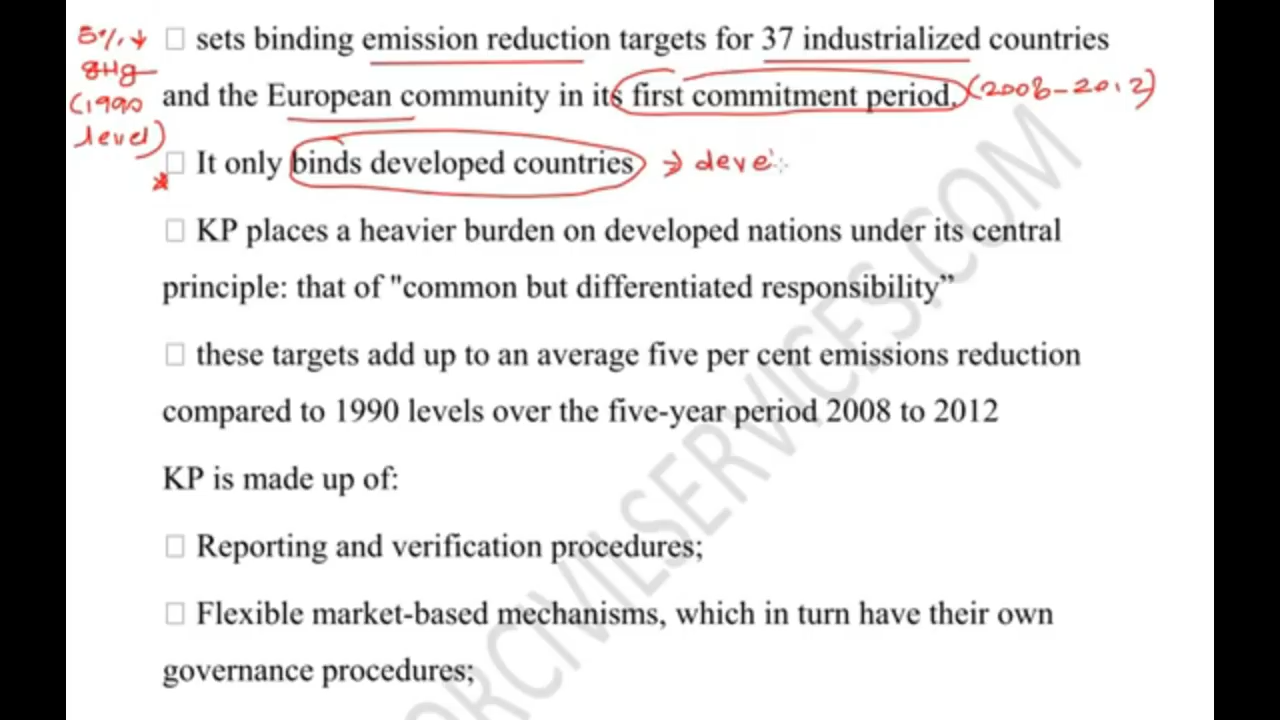 5% ↓ □ sets binding emission reduction targets for 37 industrialized countries
GHG
(1990 and the European community in its first commitment period, (2008-2012)
level)
□ It only binds developed countries → deve
□ KP places a heavier burden on developed nations under its central
principle: that of "common but differentiated responsibility”
□ these targets add up to an average five per cent emissions reduction
compared to 1990 levels over the five-year period 2008 to 2012
KP is made up of:
□ Reporting and verification procedures;
□ Flexible market-based mechanisms, which in turn have their own
governance procedures;
ORCIVILSERVICES.COM